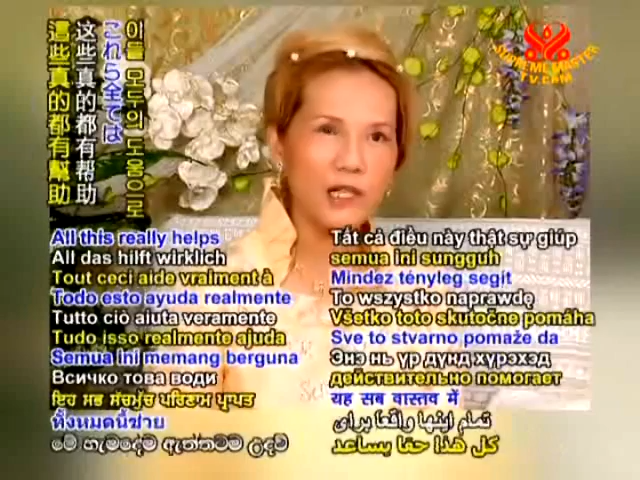 이들 모두의 도움으로
これら全ては
这些真的都有帮助
這些真的都有幫助
SUPREME MASTER
TV.COM
All this really helps
All das hilft wirklich
Tout ceci aide vraiment à
Todo esto ayuda realmente
Tutto ciò aiuta veramente
Tudo isso realmente ajuda
Semua ini memang berguna
Всичко това води
ਇਹ ਸਭ ਸੱਚਮੁੱਚ ਪਰਿਣਾਮ ਪ੍ਰਾਪਤ
ทั้งหมดนี้ช่วย
මේ හැමදේම ඇත්තටම උදව්
Tất cả điều này thật sự giúp
semua ini sungguh
Mindez tényleg segít
To wszystko naprawdę
Všetko toto skutočne pomáha
Sve to stvarno pomaže da
Энэ нь үр дүнд хүрэхэд
действительно помогает
यह सब वास्तव में
تمام اینها واقعا برای
كل هذا حقا يساعد